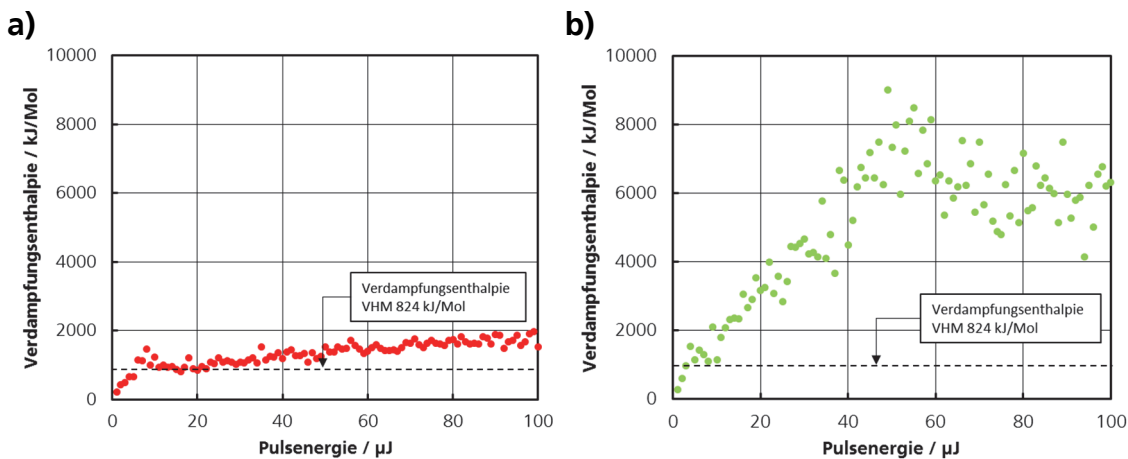 a)
Verdampfungsenthalpie / kJ/Mol
10000
8000
6000
4000
2000
0
Verdampfungsenthalpie
VHM 824 kJ/Mol
0 20 40 60 80 100
Pulsenergie / µJ
b)
Verdampfungsenthalpie / kJ/Mol
10000
8000
6000
4000
2000
0
Verdampfungsenthalpie
VHM 824 kJ/Mol
0 20 40 60 80 100
Pulsenergie / µJ